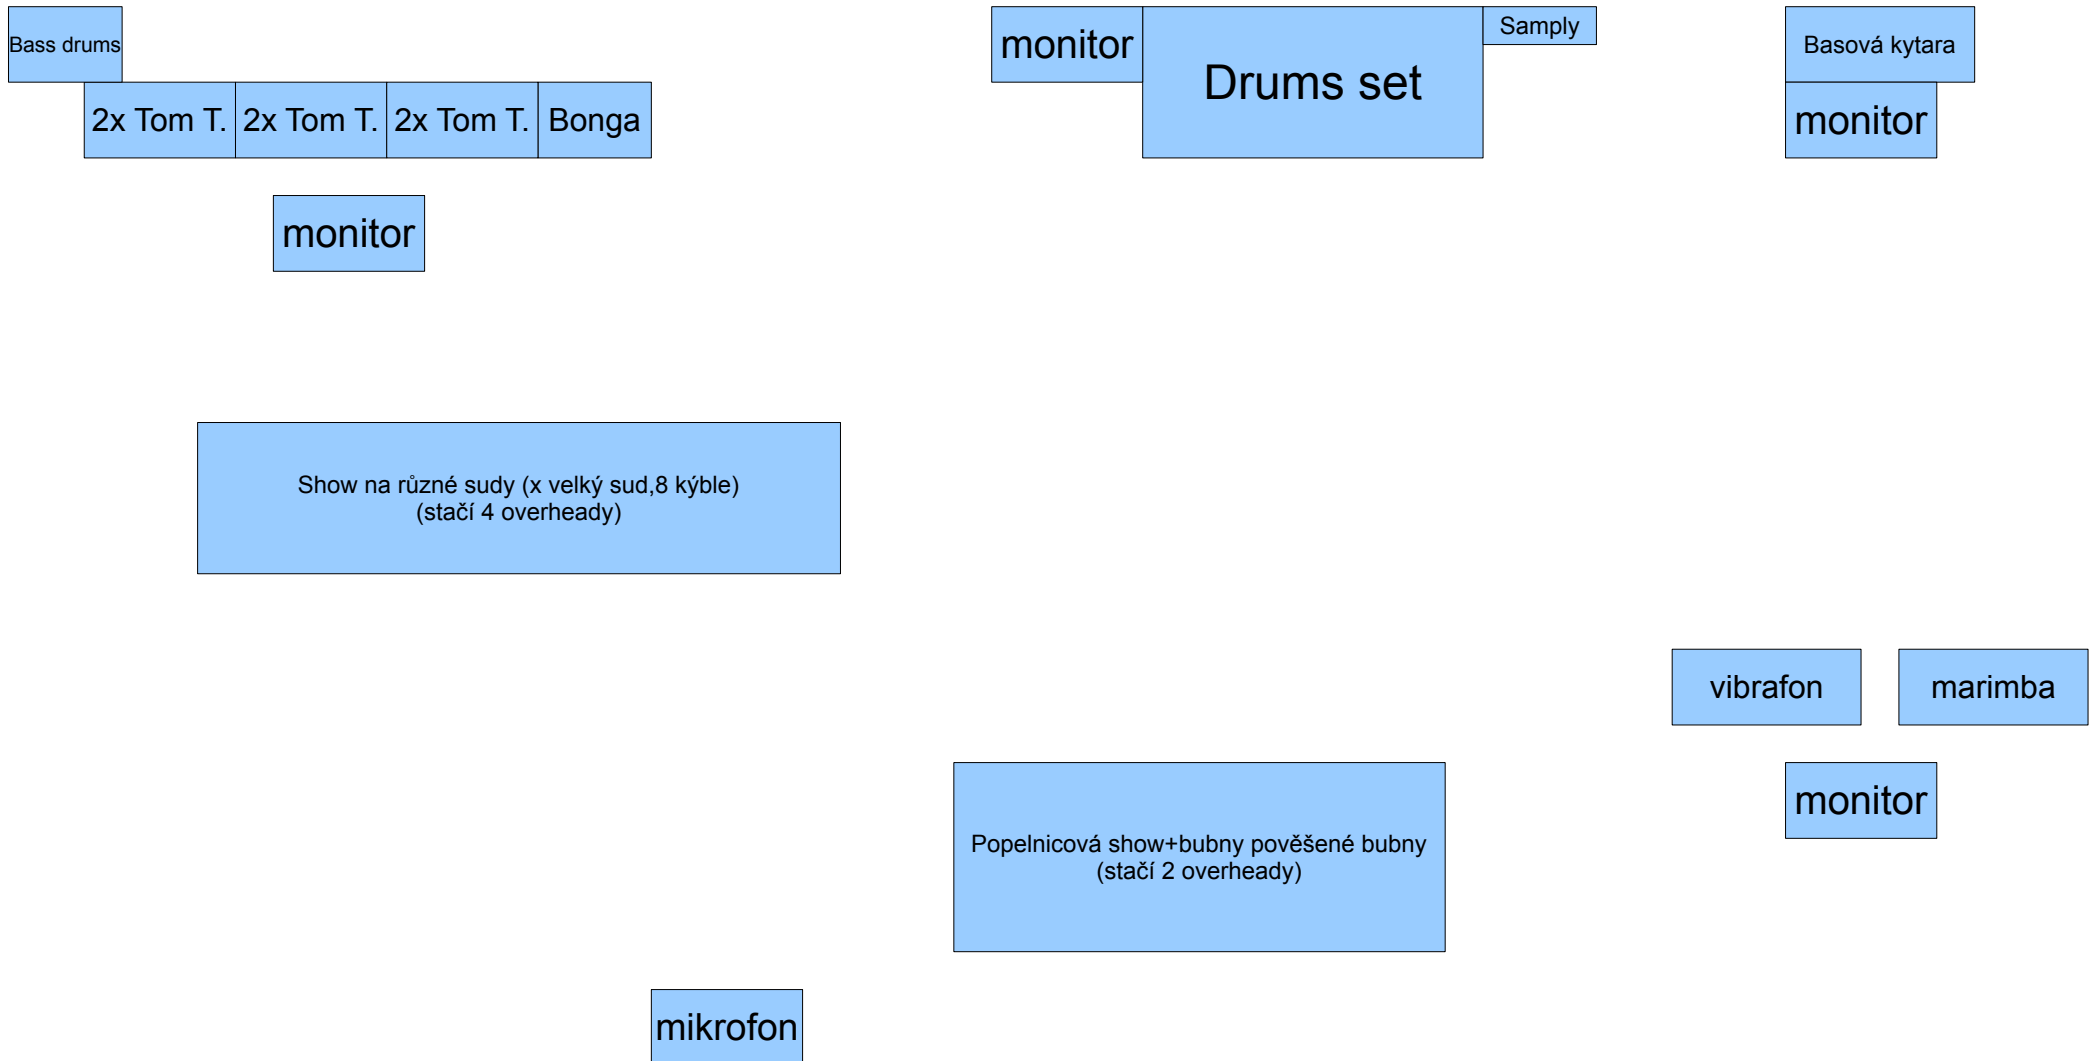 Bass drums
monitor
Drums set
Samply
Basová kytara
2x Tom T.
2x Tom T.
2x Tom T.
Bonga
monitor
monitor
Show na různé sudy (x velký sud,8 kýble)
(stačí 4 overheady)
vibrafon
marimba
monitor
Popelnicová show+bubny pověšené bubny
(stačí 2 overheady)
mikrofon